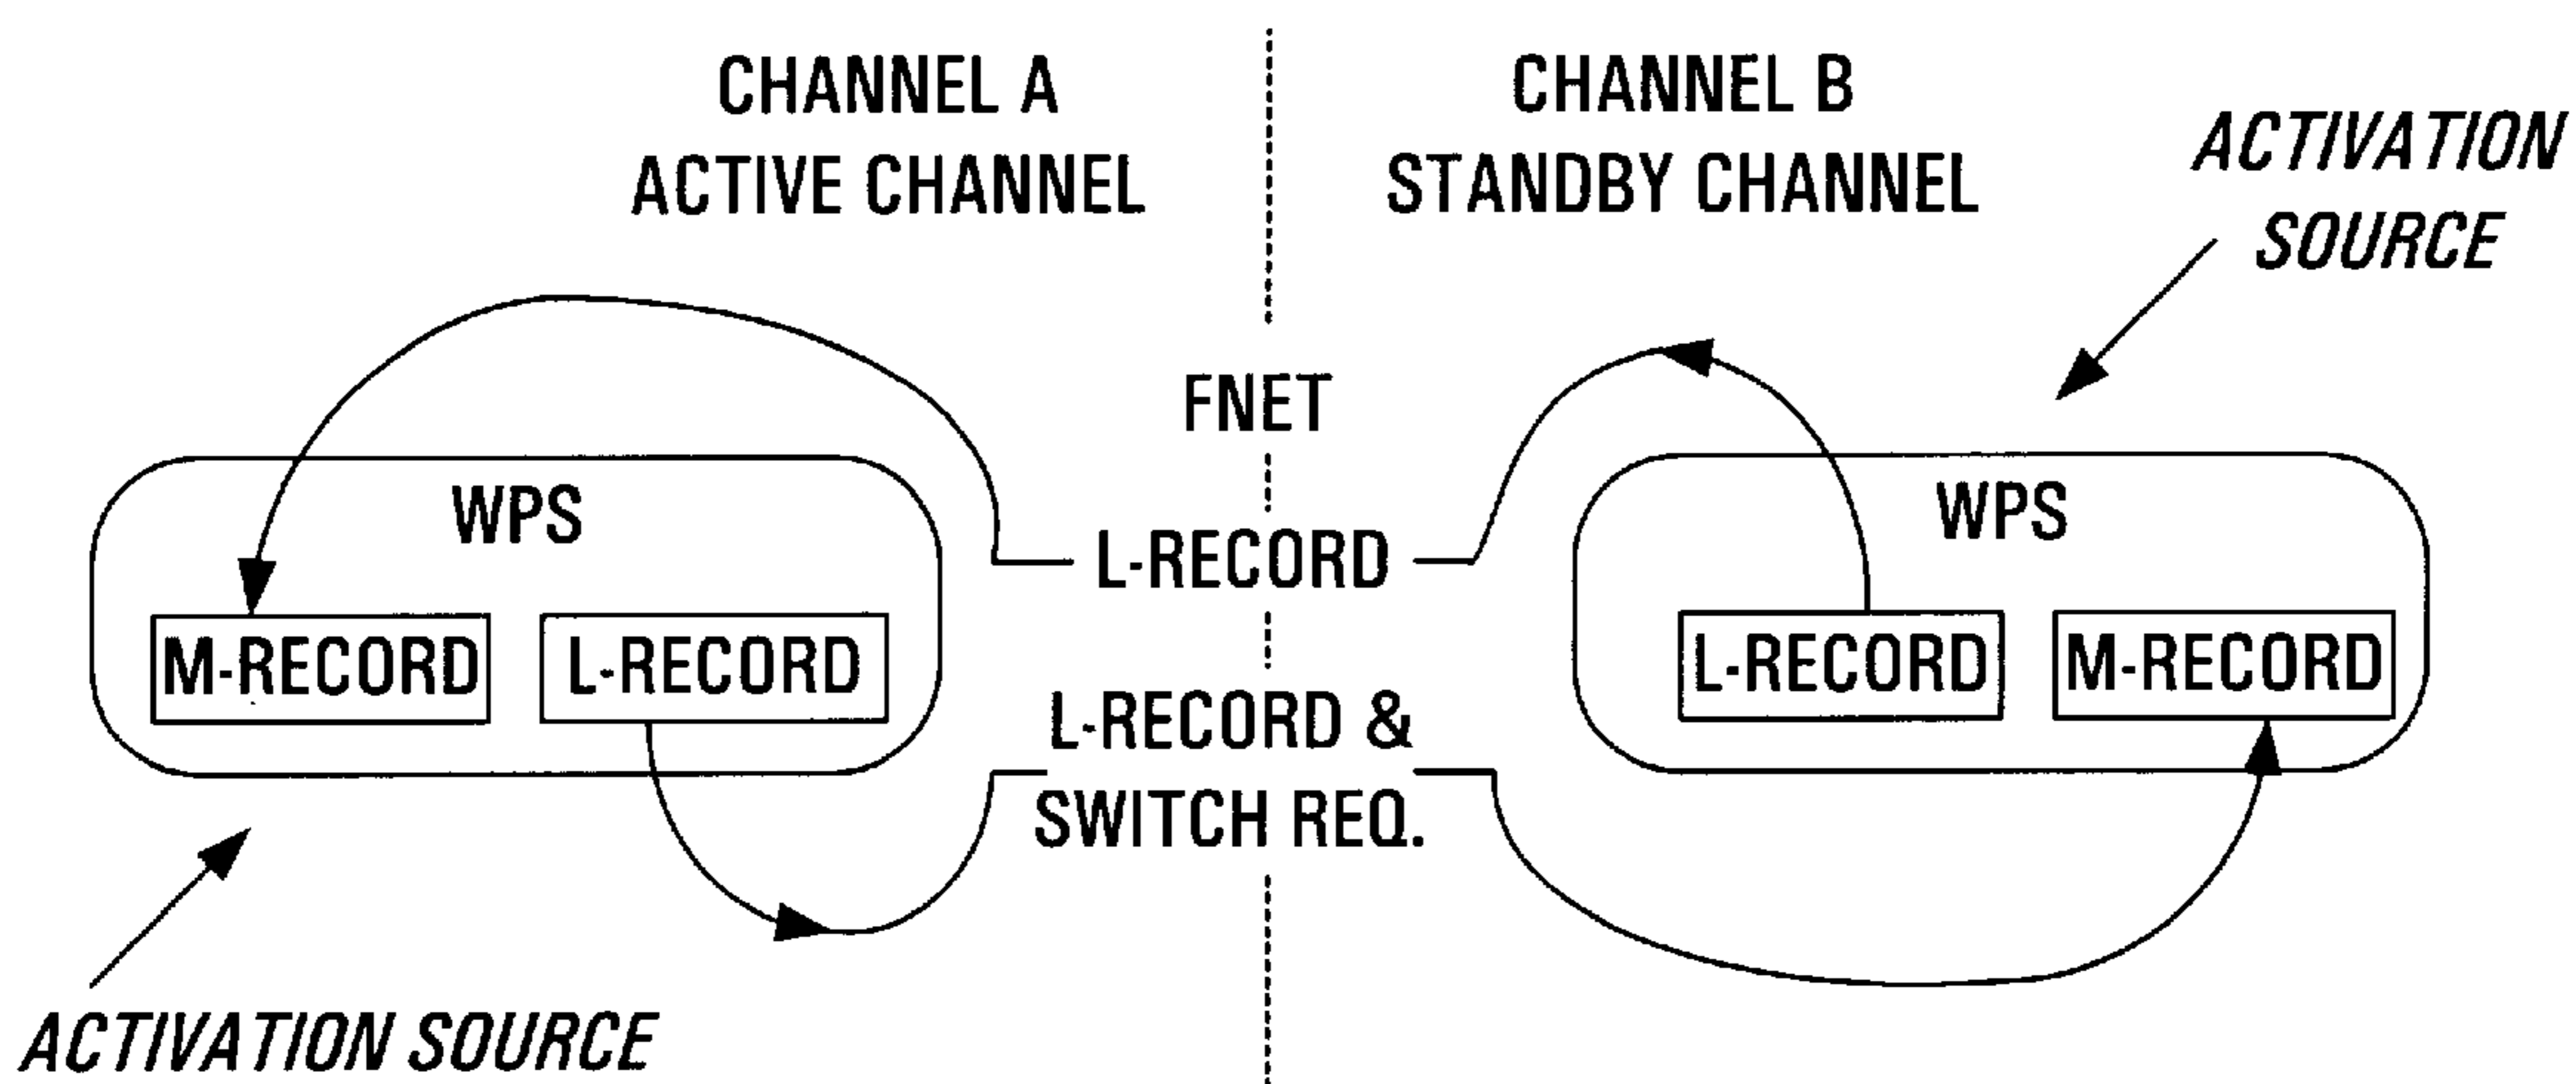 CHANNEL A
ACTIVE CHANNEL
CHANNEL B
STANDBY CHANNEL
ACTIVATION
SOURCE
FNET
WPS
M-RECORD
L-RECORD
L-RECORD
L-RECORD &
SWITCH REQ.
WPS
L-RECORD
M-RECORD
ACTIVATION SOURCE